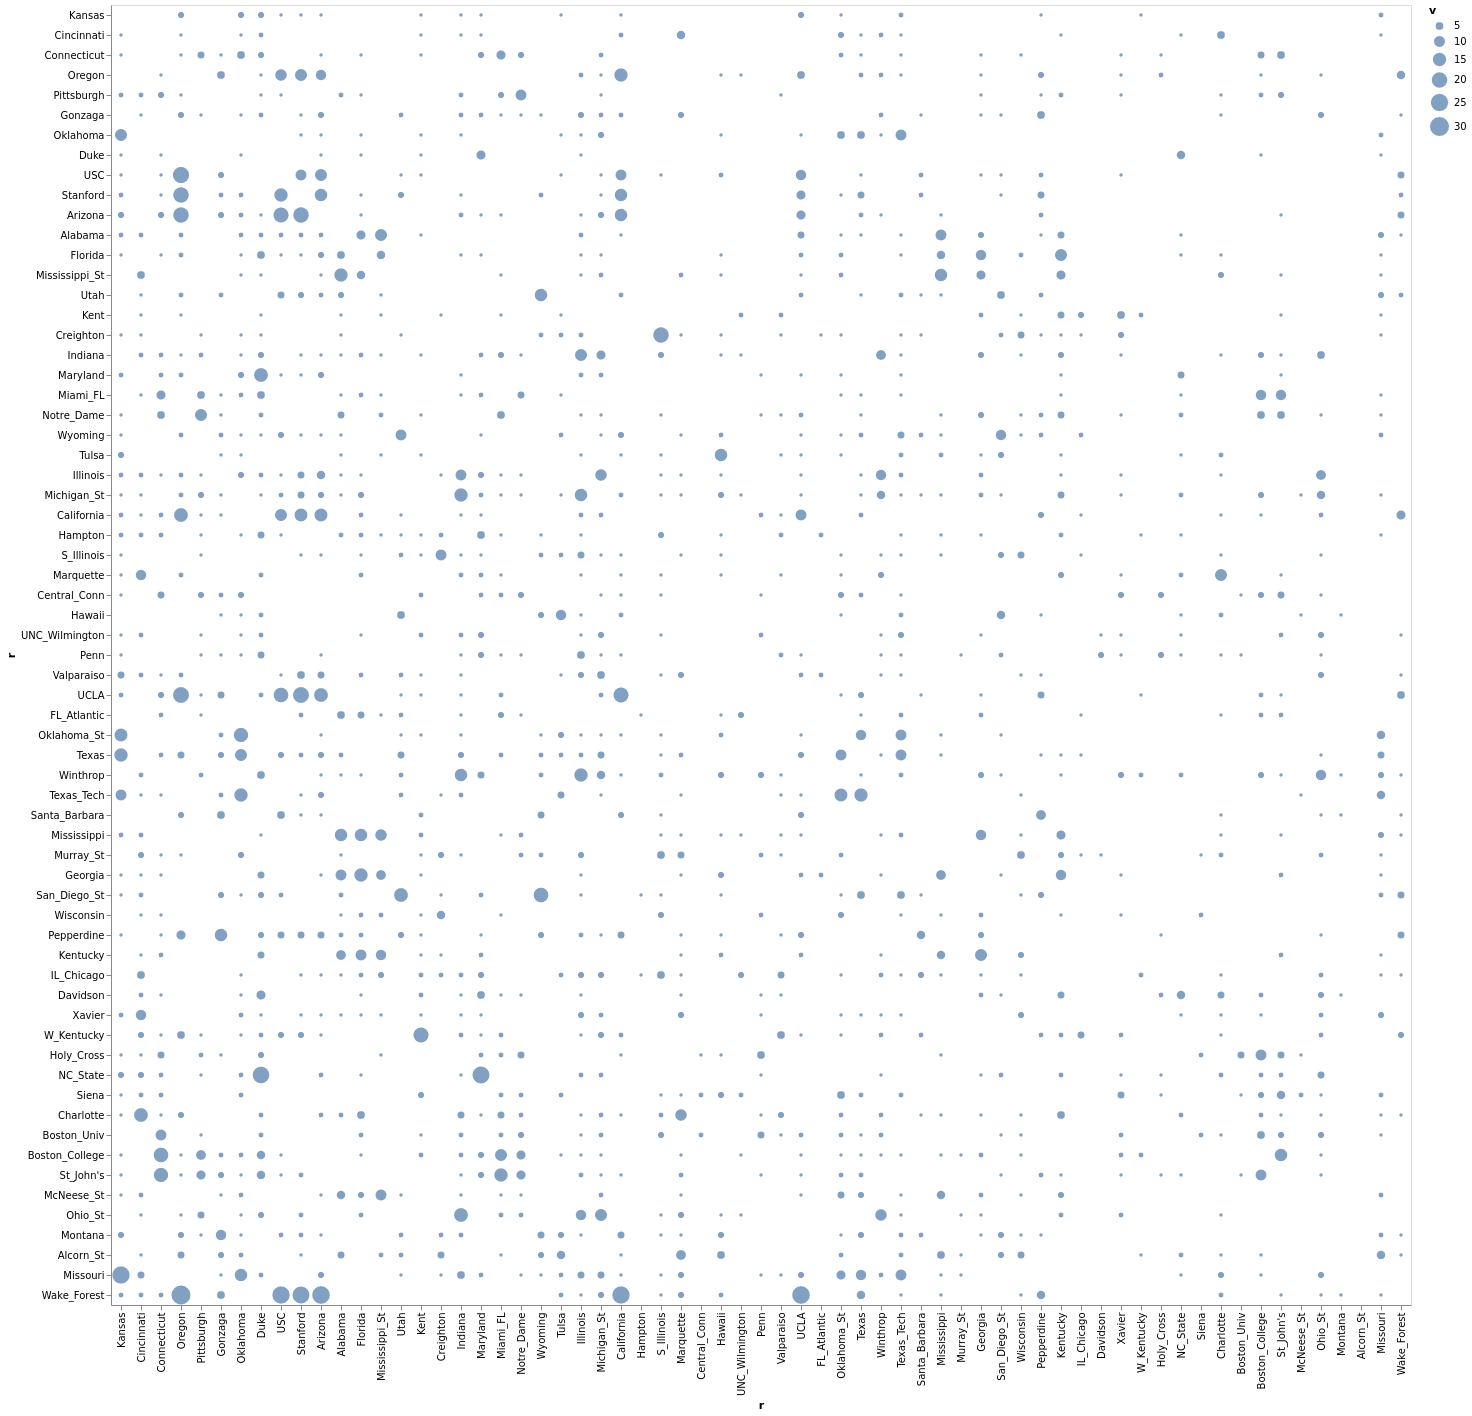 Kansas
Cincinnati
Connecticut
Oregon
Pittsburgh
Gonzaga
Oklahoma
Duke
USC
Stanford
Arizona
Alabama
Florida
Mississippi_St
Utah
Kent
Creighton
Indiana
Maryland
Miami_FL
Notre_Dame
Wyoming
Tulsa
Illinois
Michigan_St
California
Hampton
S_Illinois
Marquette
Central_Conn
Hawaii
UNC_Wilmington
Penn
Valparaiso
UCLA
FL_Atlantic
Oklahoma_St
Texas
Winthrop
Texas_Tech
Santa_Barbara
Mississippi
Murray_St
Georgia
San_Diego_St
Wisconsin
Pepperdine
Kentucky
IL_Chicago
Davidson
Xavier
W_Kentucky
Holy_Cross
NC_State
Siena
Charlotte
Boston_Univ
Boston_College
St_John's
McNeese_St
Ohio_St
Montana
Alcorn_St
Missouri
Wake_Forest
r
Kansas
Cincinnati
Connecticut
Oregon
Pittsburgh
Gonzaga
Oklahoma
Duke
USC
Stanford
Arizona
Alabama
Florida
Mississippi_St
Utah
Kent
Creighton
Indiana
Maryland
Miami_FL
Notre_Dame
Wyoming
Tulsa
Illinois
Michigan_St
California
Hampton
S_Illinois
Marquette
Central_Conn
Hawaii
UNC_Wilmington
Penn
Valparaiso
UCLA
FL_Atlantic
Oklahoma_St
Texas
Winthrop
Texas_Tech
Santa_Barbara
Mississippi
Murray_St
Georgia
San_Diego_St
Wisconsin
Pepperdine
Kentucky
IL_Chicago
Davidson
Xavier
W_Kentucky
Holy_Cross
NC_State
Siena
Charlotte
Boston_Univ
Boston_College
St_John's
McNeese_St
Ohio_St
Montana
Alcorn_St
Missouri
Wake_Forest
r
v
5
10
15
20
25
30